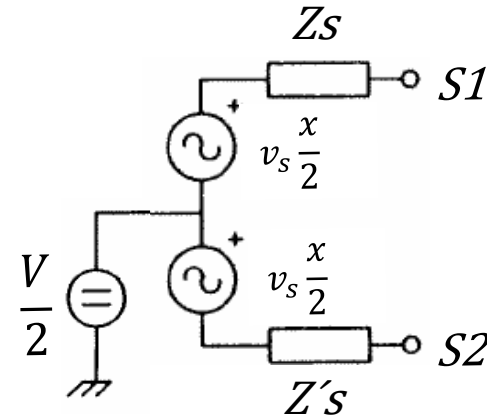 Zs
S1
+
v_s x/2
+
v_s x/2
V/2
S2
Z´s